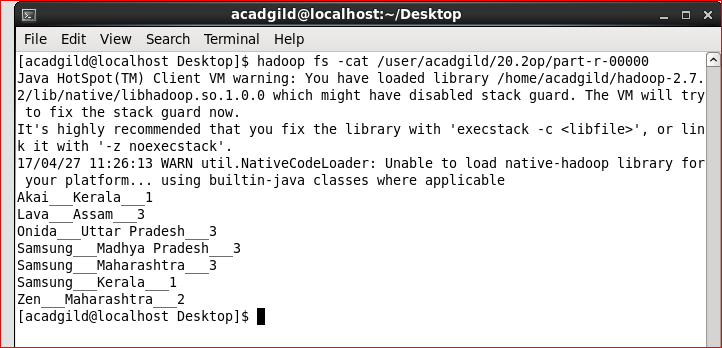 acadgild@localhost:~/Desktop
File Edit View Search Terminal Help
[acadgild@localhost Desktop]$ hadoop fs -cat /user/acadgild/20.2op/part-r-00000
Java HotSpot(TM) Client VM warning: You have loaded library /home/acadgild/hadoop-2.7.
2/lib/native/libhadoop.so.1.0.0 which might have disabled stack guard. The VM will try
 to fix the stack guard now.
It's highly recommended that you fix the library with 'execstack -c <libfile>', or lin
k it with '-z noexecstack'.
17/04/27 11:26:13 WARN util.NativeCodeLoader: Unable to load native-hadoop library for
 your platform... using builtin-java classes where applicable
Akai___Kerala___1
Lava___Assam___3
Onida___Uttar Pradesh___3
Samsung___Madhya Pradesh___3
Samsung___Maharashtra___3
Samsung___Kerala___1
Zen___Maharashtra___2
[acadgild@localhost Desktop]$